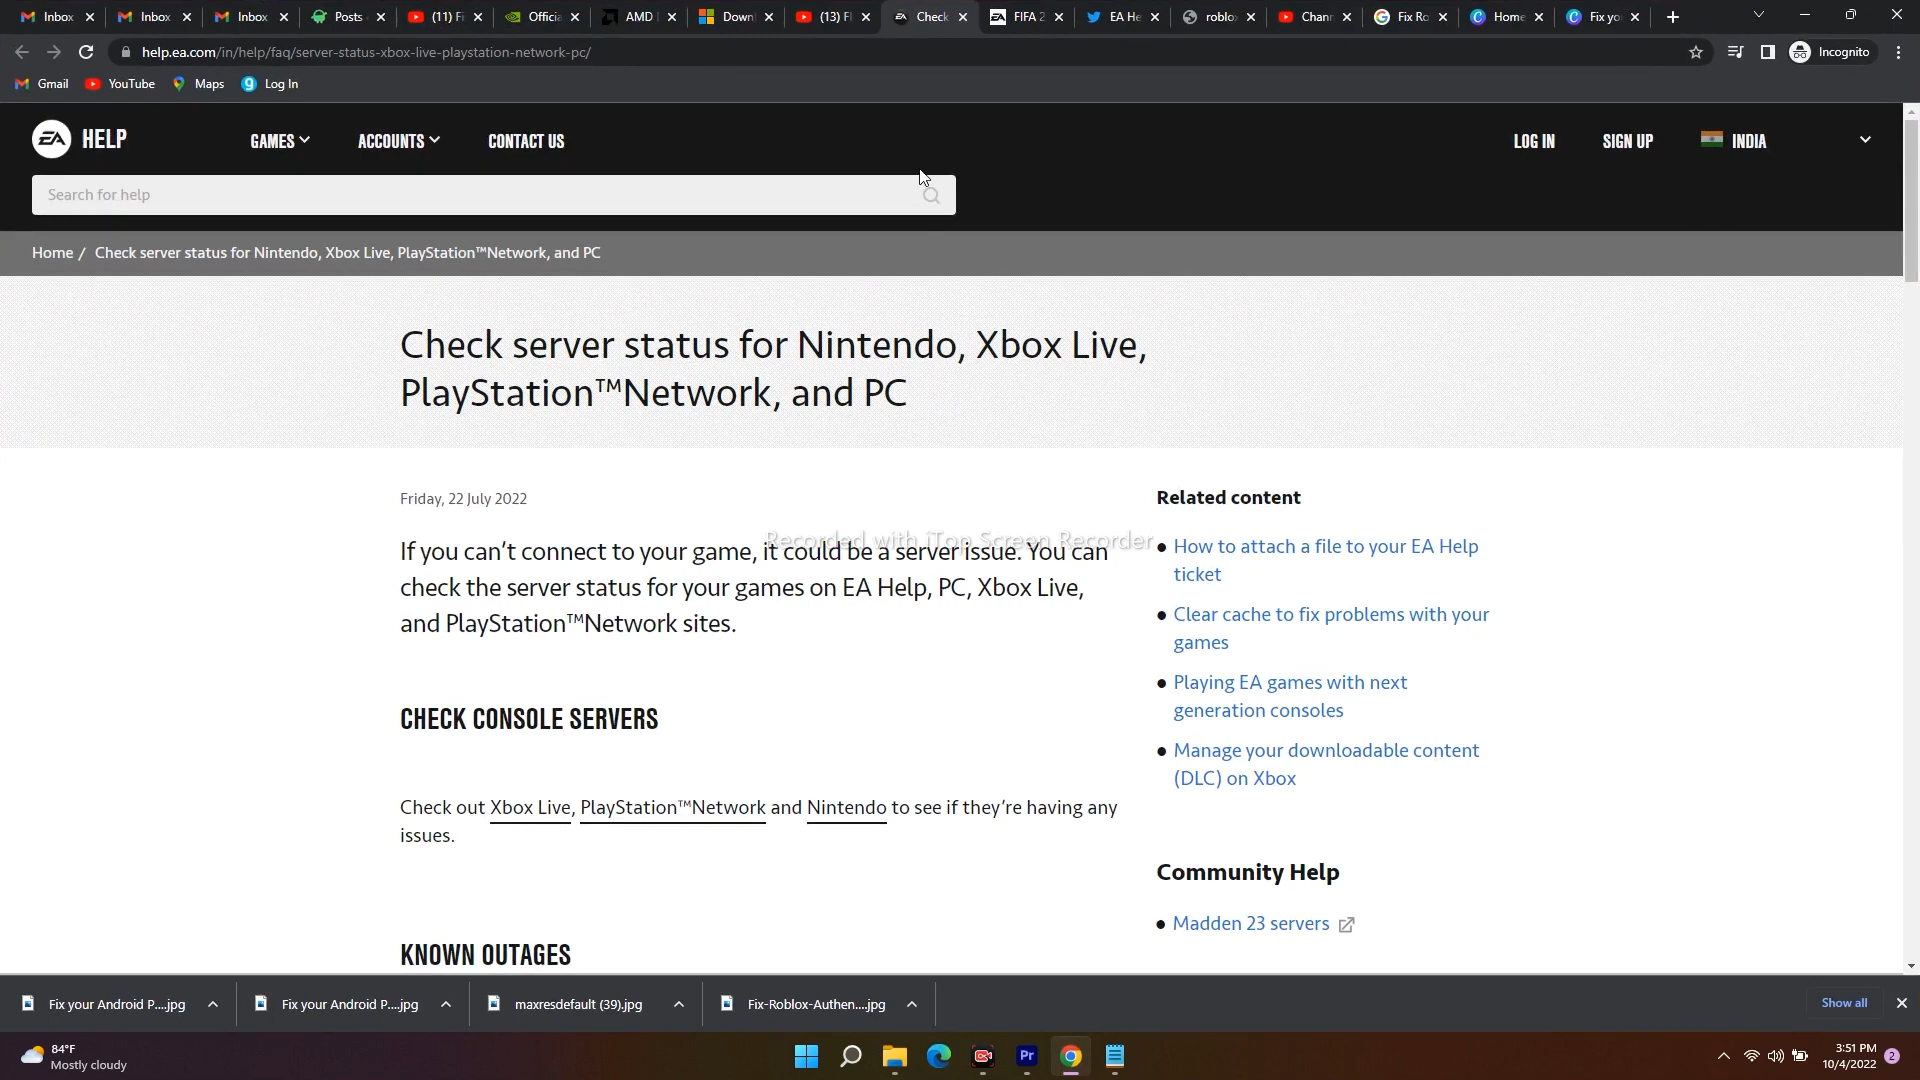 Inbox
Inbox
Inbox
Posts
(11) Fi
Officia
AMD
Down
(13) F
Check
FIFA 2
EA He
roblo
Chann
Fix Ro
Home
Fix yo
help.ea.com/in/help/faq/server-status-xbox-live-playstation-network-pc/
Incognito
Gmail
YouTube
Maps
Log In
EA HELP
GAMES
ACCOUNTS
CONTACT US
LOG IN
SIGN UP
INDIA
Search for help
Home / Check server status for Nintendo, Xbox Live, PlayStation™Network, and PC
Check server status for Nintendo, Xbox Live,
PlayStation™Network, and PC
Friday, 22 July 2022
If you can’t connect to your game, it could be a server issue. You can
check the server status for your games on EA Help, PC, Xbox Live,
and PlayStation™Network sites.
Recorded with iTop Screen Recorder
CHECK CONSOLE SERVERS
Check out Xbox Live, PlayStation™Network and Nintendo to see if they’re having any
issues.
KNOWN OUTAGES
Related content
How to attach a file to your EA Help
ticket
Clear cache to fix problems with your
games
Playing EA games with next
generation consoles
Manage your downloadable content
(DLC) on Xbox
Community Help
Madden 23 servers
Fix your Android P....jpg
Fix your Android P....jpg
maxresdefault (39).jpg
Fix-Roblox-Authen....jpg
Show all
84°F
Mostly cloudy
Pr
3:51 PM
10/4/2022
2